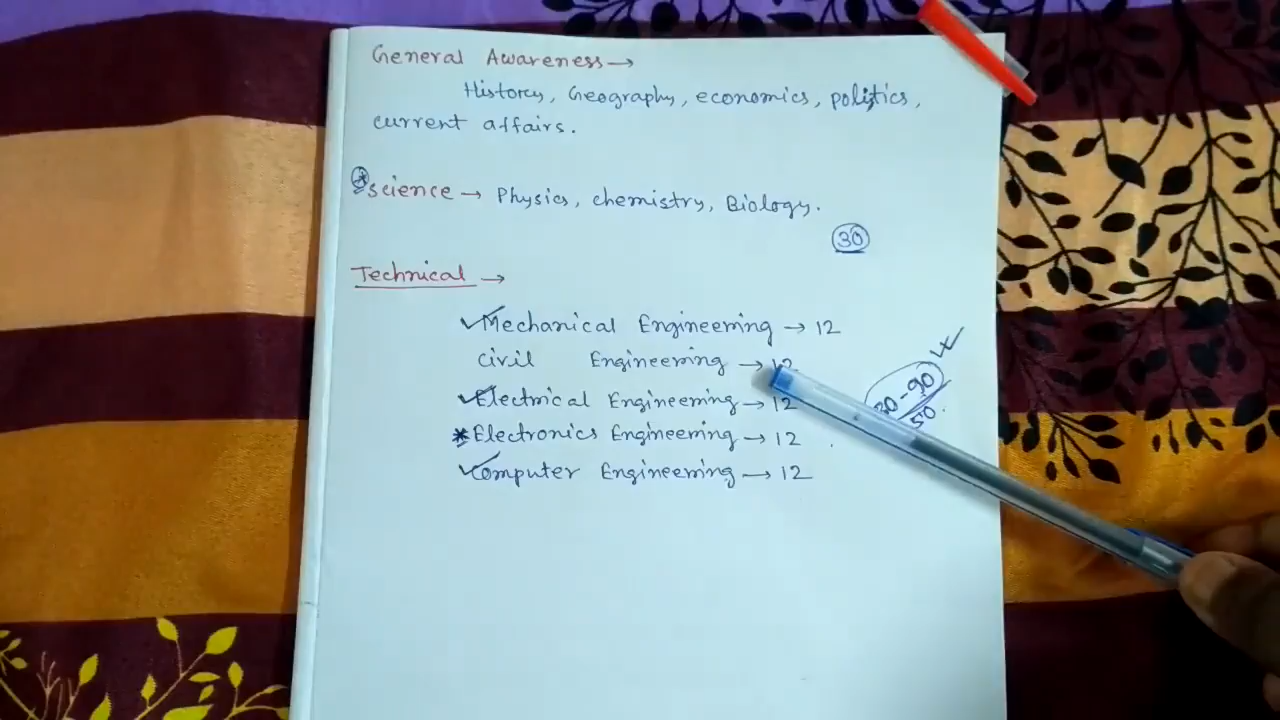 General Awareness →
History, Geography, economics, politics,
current affairs.
science → Physics, chemistry, Biology.
30
Technical →
✓Mechanical Engineering → 12
civil Engineering → 12
✓Electrical Engineering → 12
*Electronics Engineering → 12
✓Computer Engineering → 12
90
50